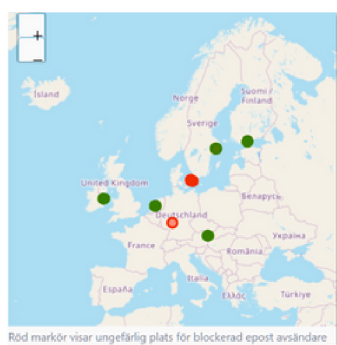 +
−
Ísland
Norge
Suomi /
Finland
Sverige
United Kingdom
Беларусь
Deutschland
Україна
France
România
Italia
España
Ελλάς
Türkiye
Röd markör visar ungefärlig plats för blockerad epost avsändare